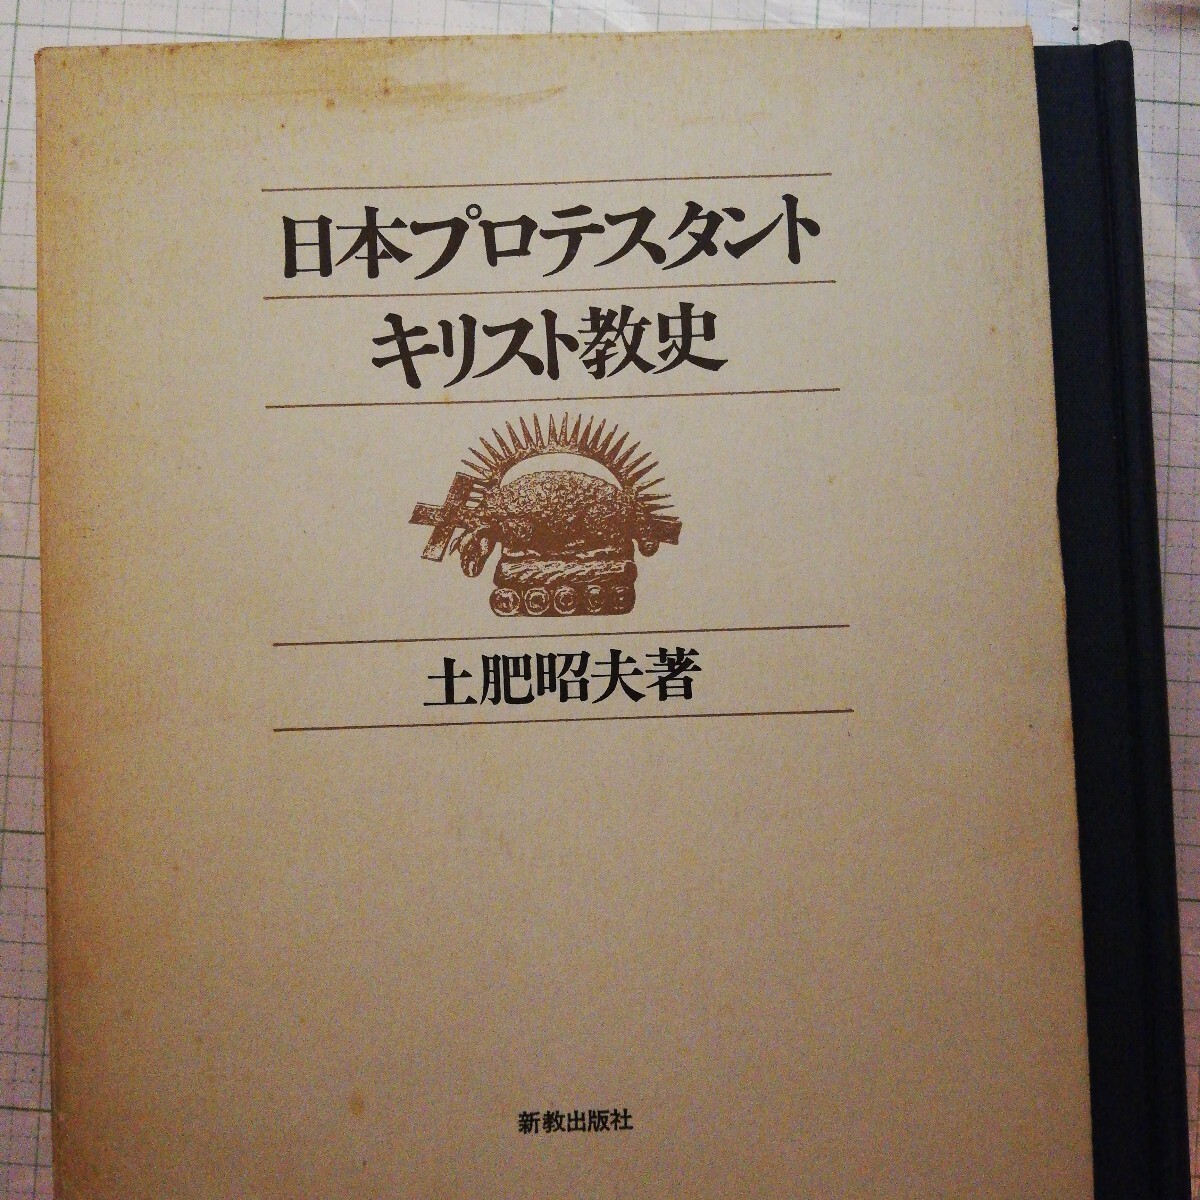 日本プロテスタント
キリスト教史
土肥昭夫著
新教出版社